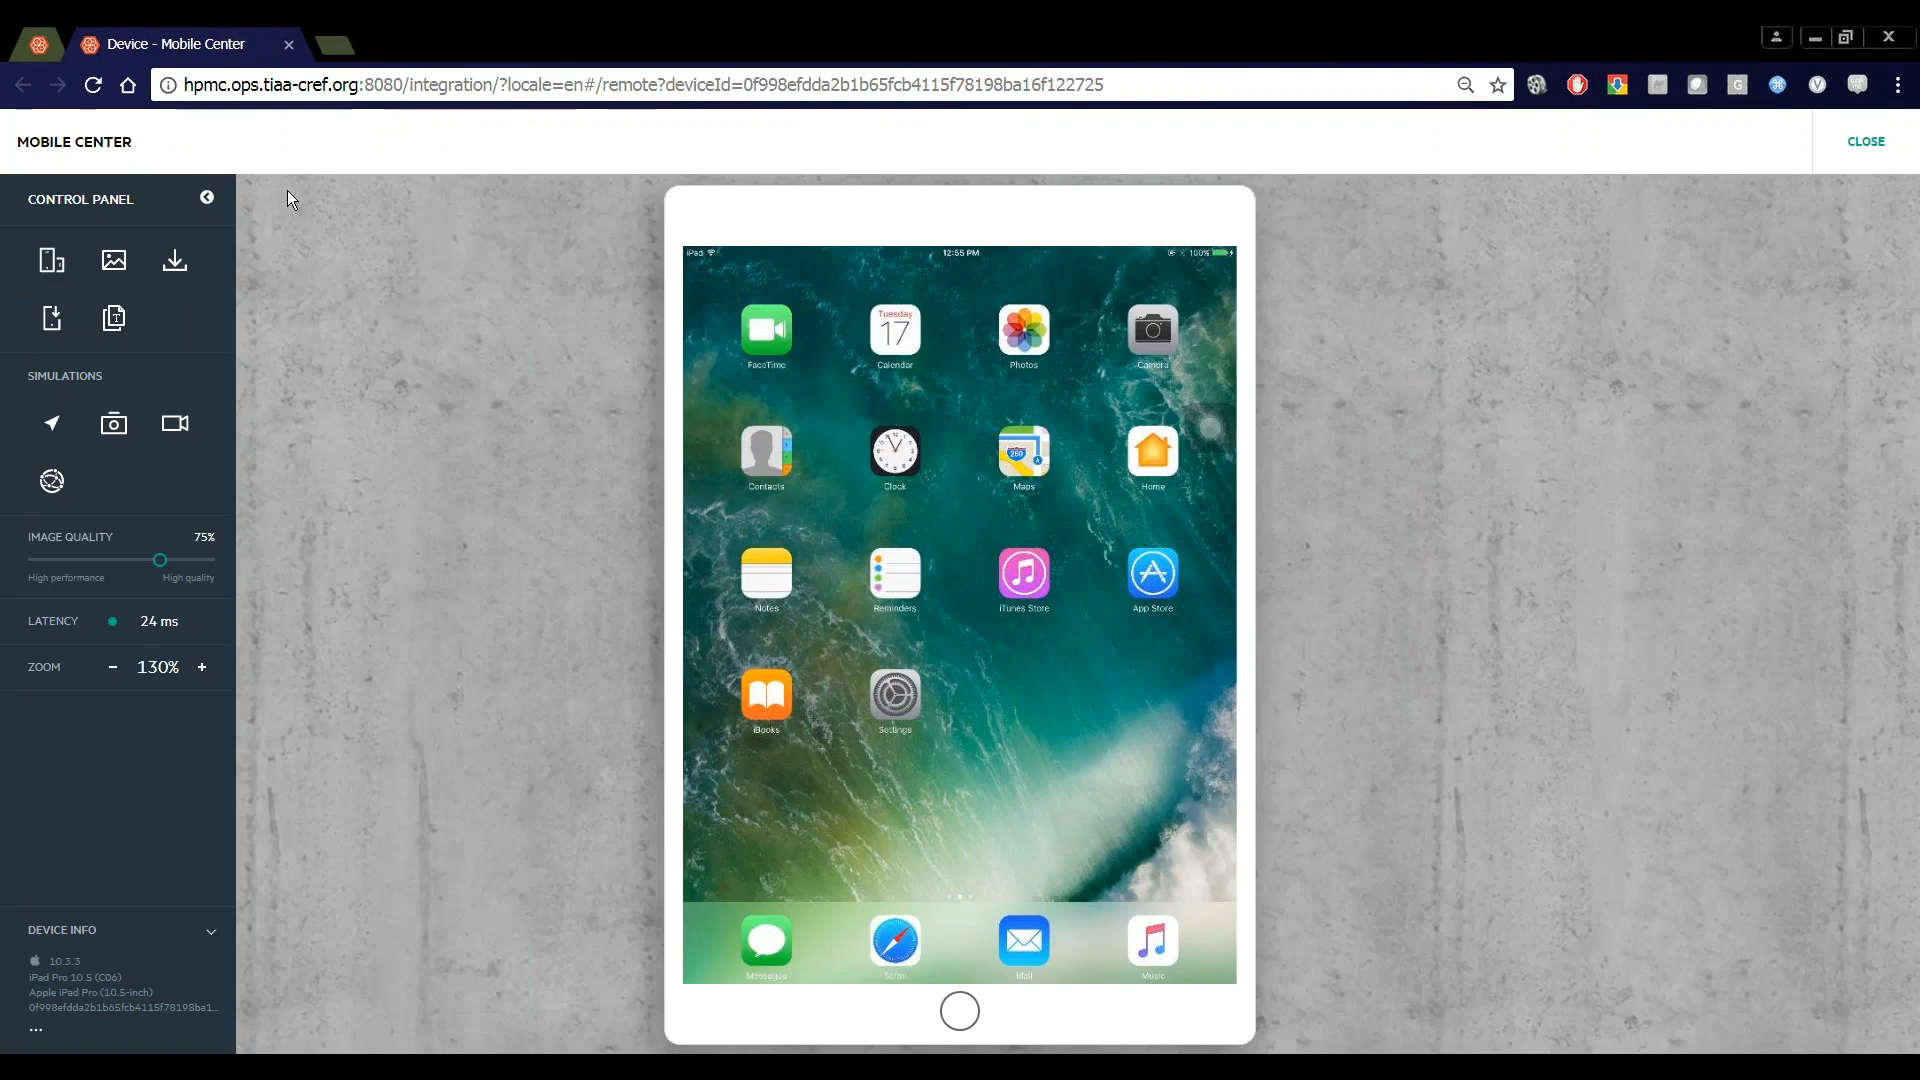 Device - Mobile Center
hpmc.ops.tiaa-cref.org:8080/integration/?locale=en#/remote?deviceId=0f998efdda2b1b65fcb4115f78198ba16f122725
MOBILE CENTER
CLOSE
CONTROL PANEL
SIMULATIONS
IMAGE QUALITY 75%
High performance High quality
LATENCY 24 ms
ZOOM - 130% +
DEVICE INFO
10.3.3
iPad Pro 10.5 (C06)
Apple iPad Pro (10.5-inch)
0f998efdda2b1b65fcb4115f78198ba1...
...
iPad 12:55 PM 100%
Tuesday
17
FaceTime Calendar Photos Camera
280
Contacts Clock Maps Home
Notes Reminders iTunes Store App Store
iBooks Settings
Messages Safari Mail Music